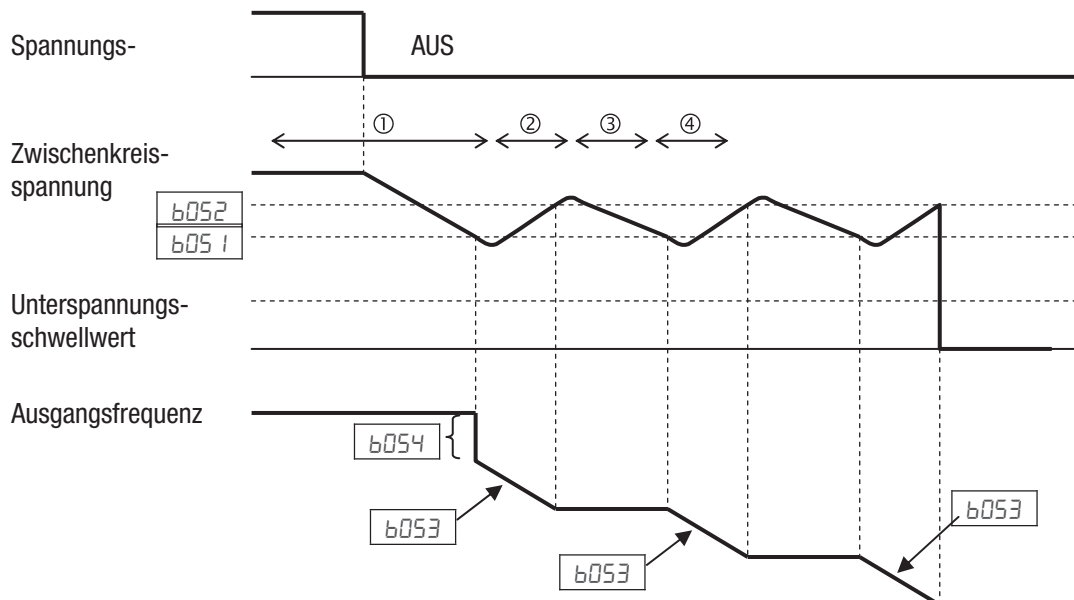 Spannungs-
AUS
① ② ③ ④
Zwischenkreis-
spannung
b052
b051
Unterspannungs-
schwellwert
Ausgangsfrequenz
b054
b053
b053
b053